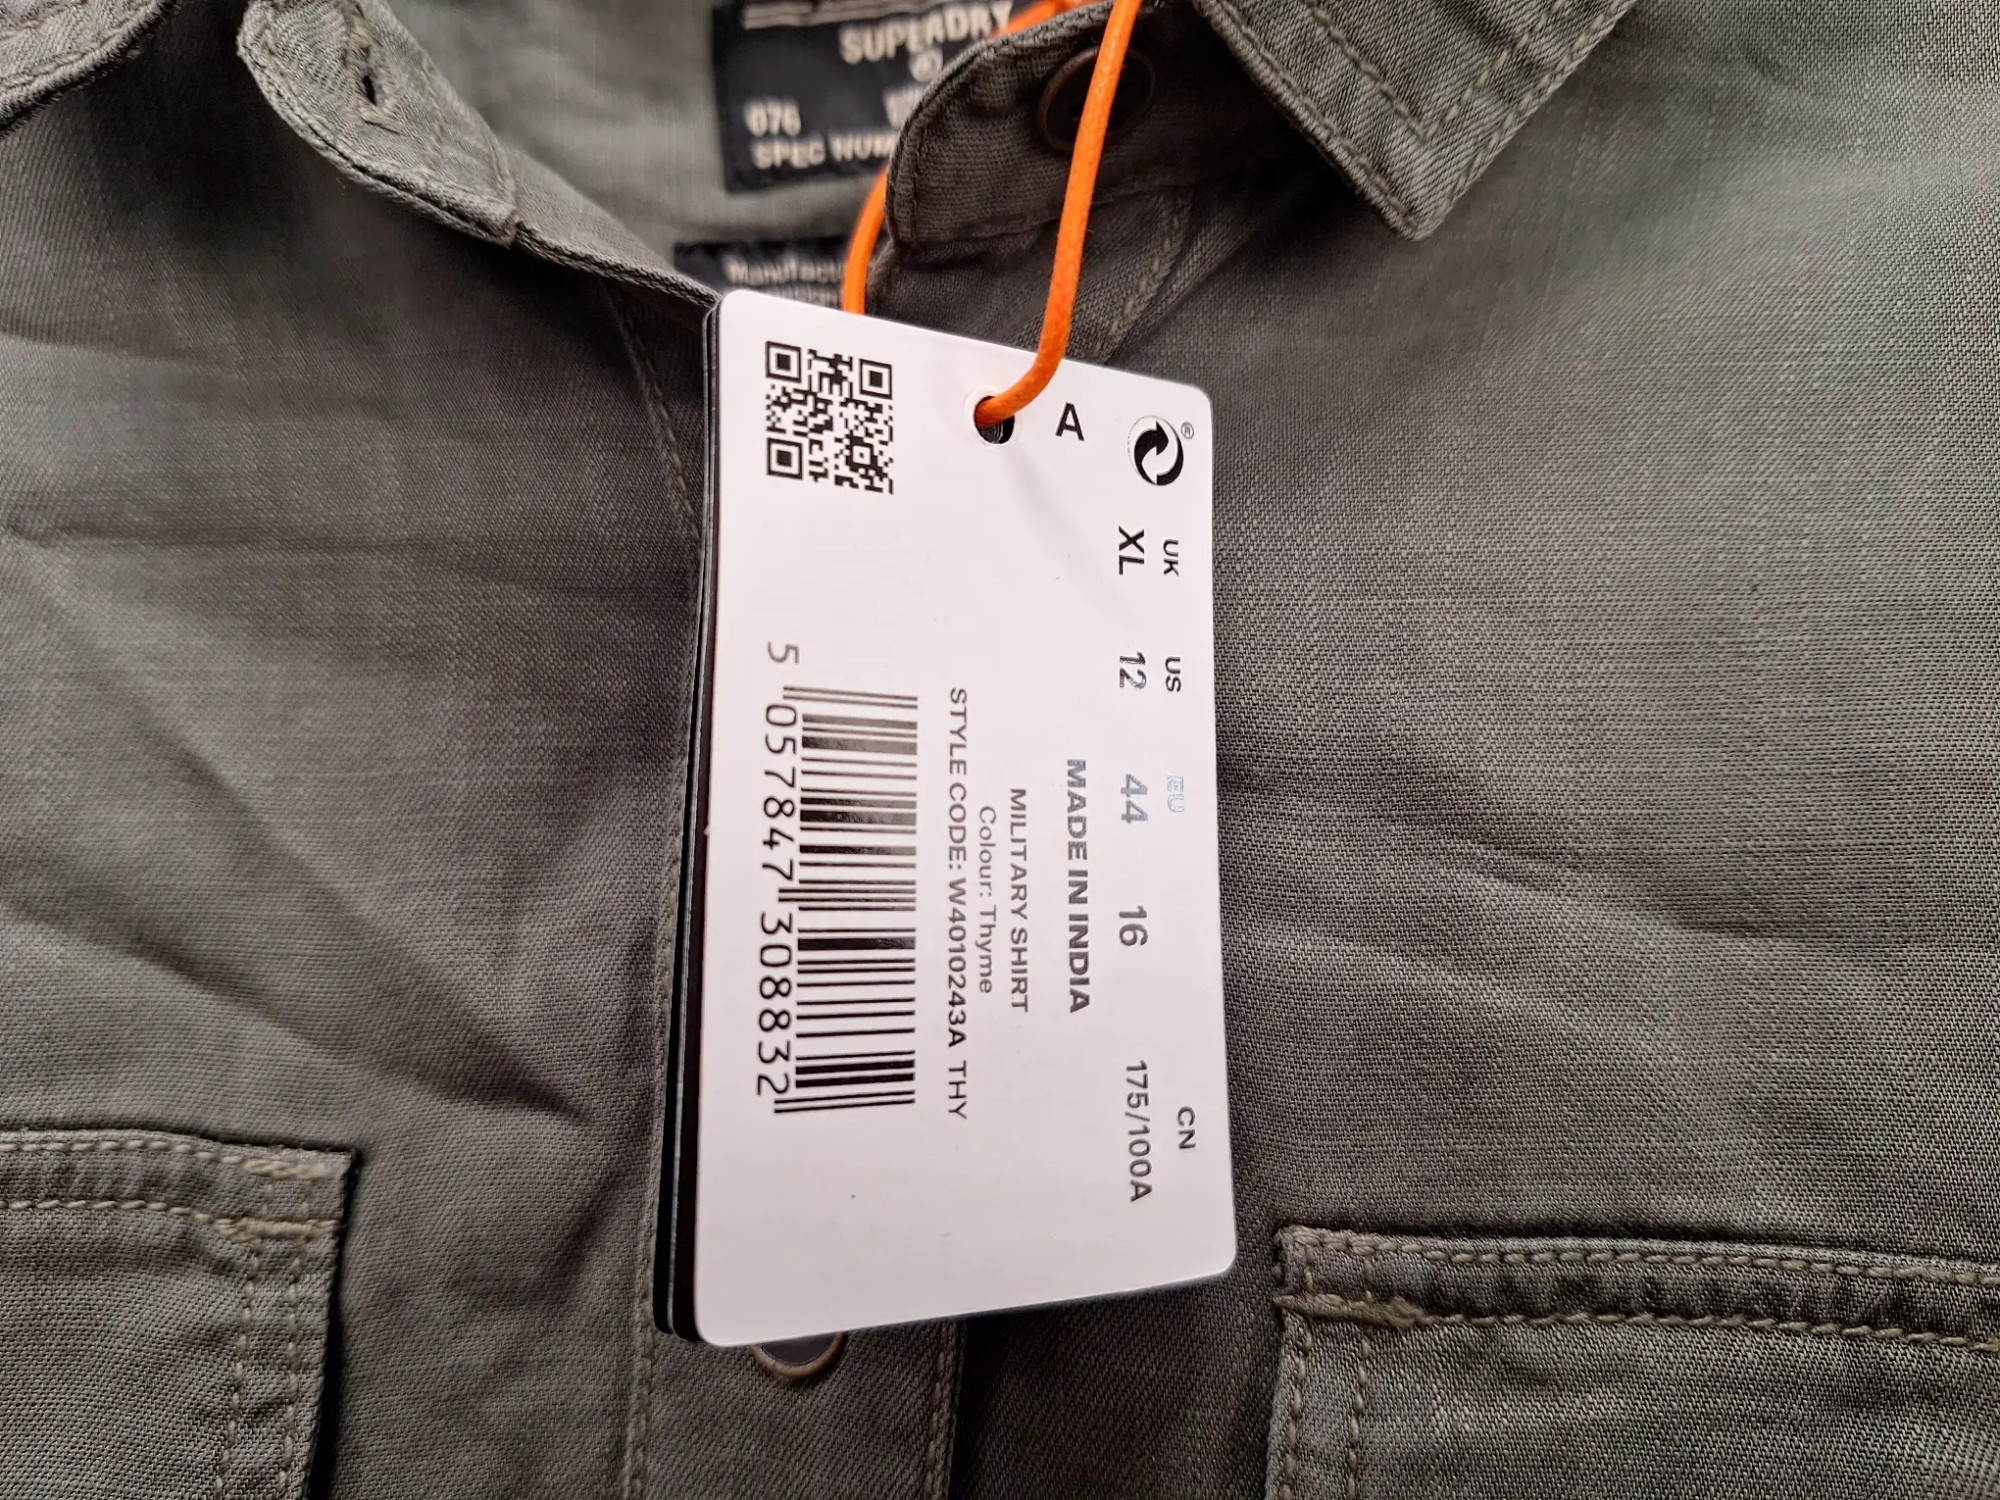 SUPERDRY
®
076
SPEC
A
®
UK US EU CN
XL 12 44 16 175/100A
MADE IN INDIA
MILITARY SHIRT
Colour: Thyme
STYLE CODE: W4010243A THY
5 057847 308832